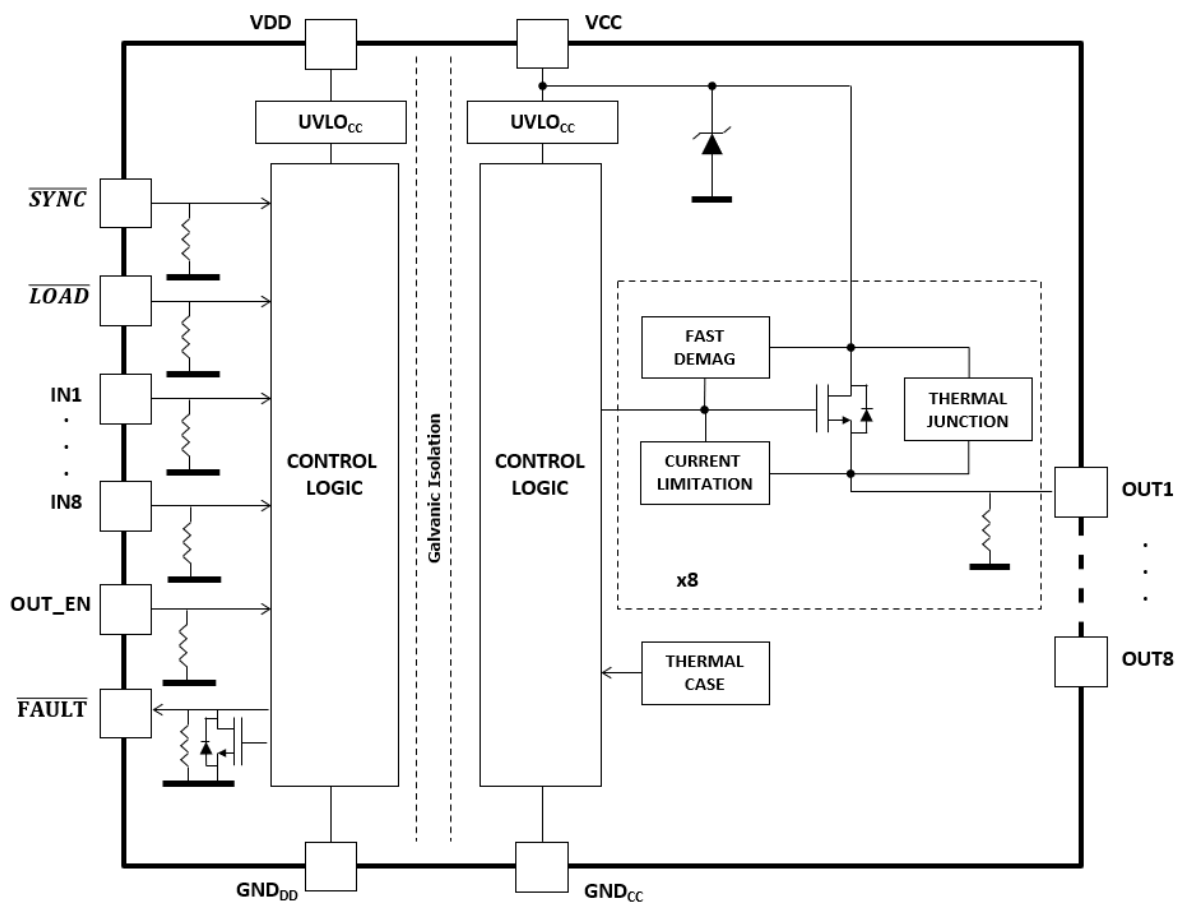 VDD
VCC
UVLOCC
UVLOCC
SYNC
LOAD
IN1
IN8
OUT_EN
FAULT
CONTROL
LOGIC
Galvanic Isolation
CONTROL
LOGIC
FAST
DEMAG
THERMAL
JUNCTION
CURRENT
LIMITATION
x8
THERMAL
CASE
OUT1
OUT8
GNDDD
GNDCC